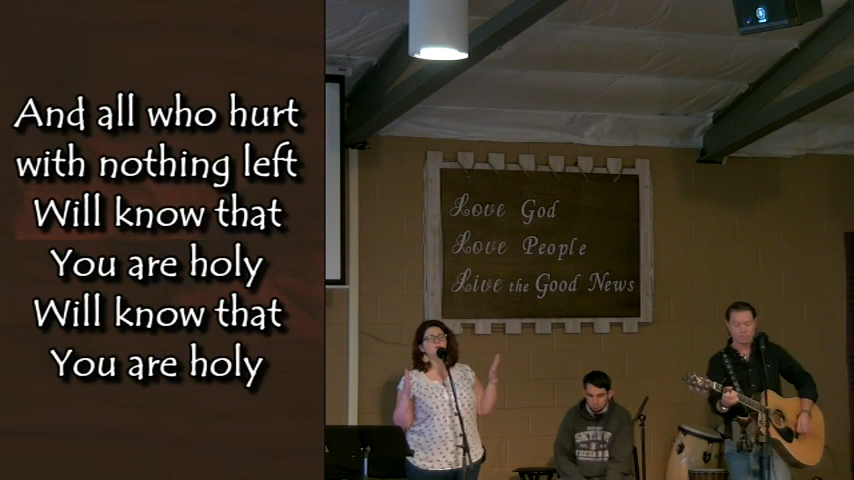 And all who hurt
with nothing left
Will know that
You are holy
Will know that
You are holy
Love God
Love People
Live the Good News